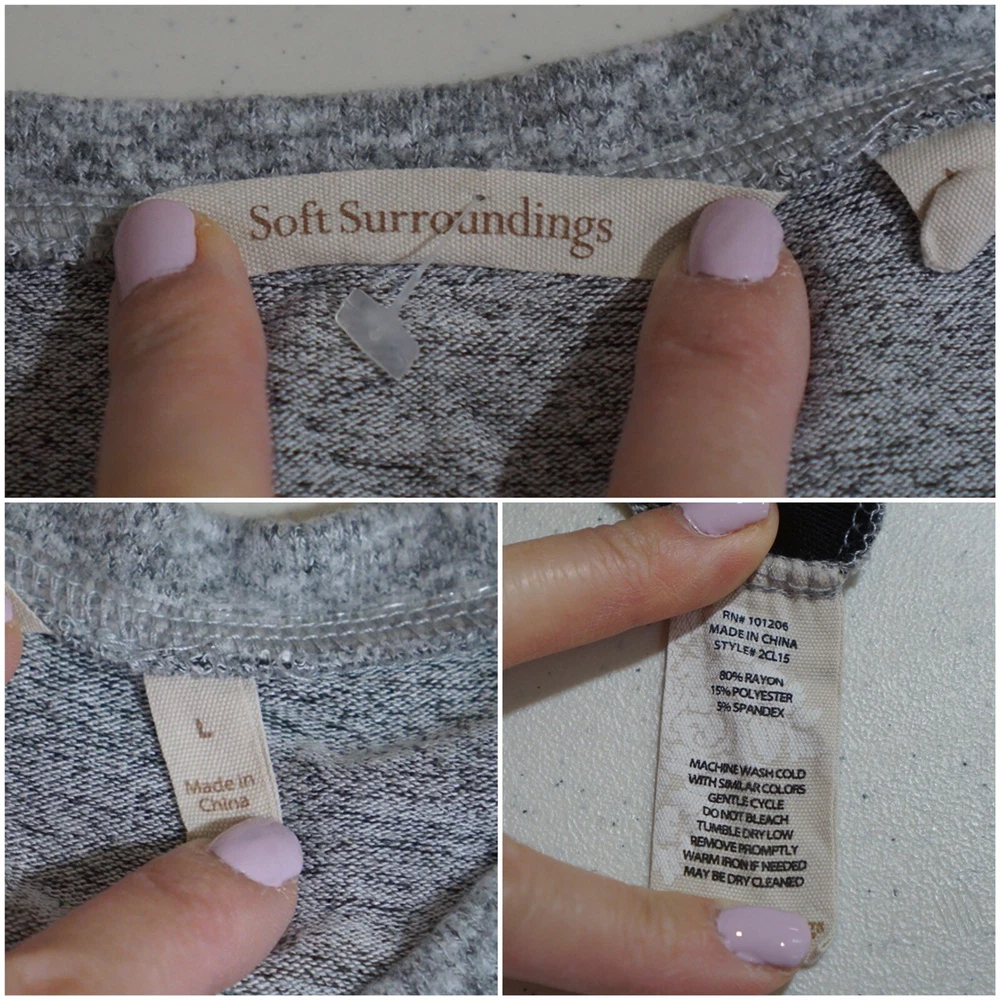 Soft Surroundings
L
Made in
China
RN# 101206
MADE IN CHINA
STYLE# 2CL15
80% RAYON
15% POLYESTER
5% SPANDEX
MACHINE WASH COLD
WITH SIMILAR COLORS
GENTLE CYCLE
DO NOT BLEACH
TUMBLE DRY LOW
REMOVE PROMPTLY
WARM IRON IF NEEDED
MAY BE DRY CLEANED